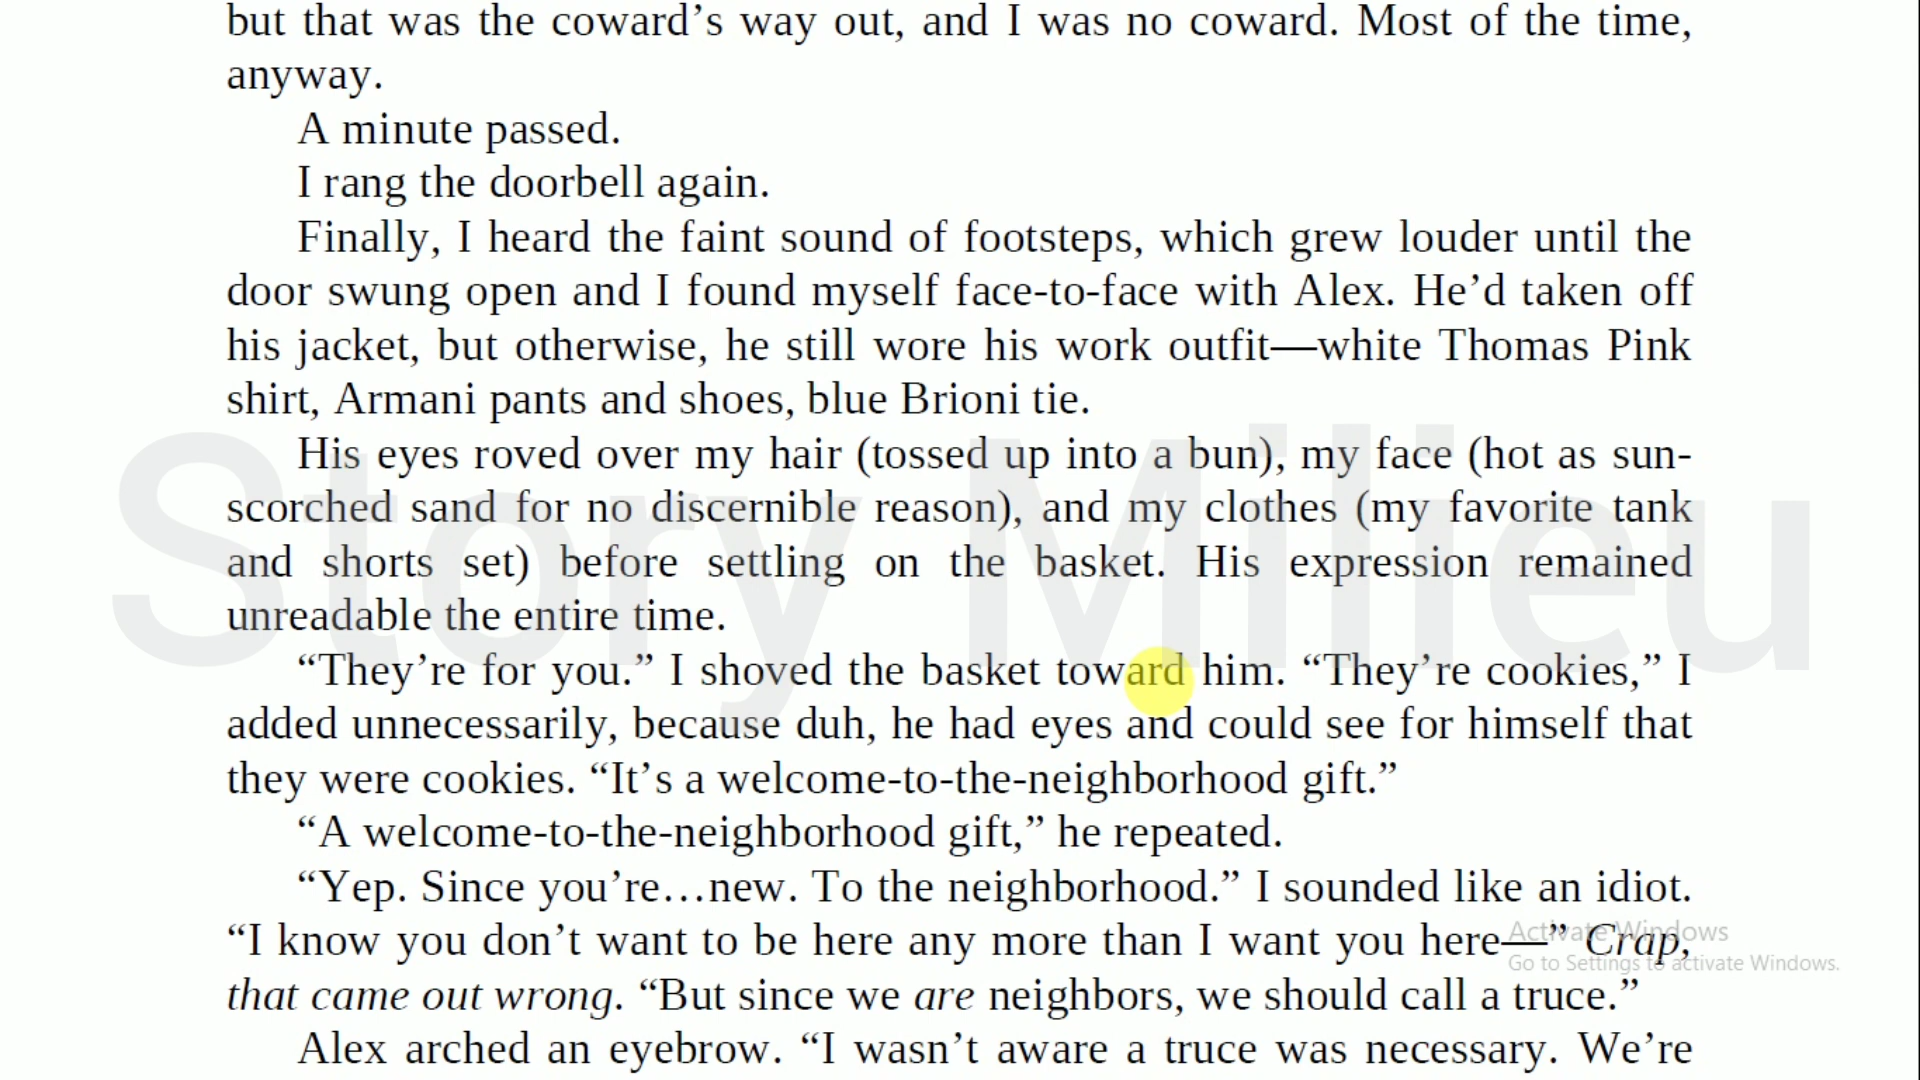 but that was the coward’s way out, and I was no coward. Most of the time,
anyway.
A minute passed.
I rang the doorbell again.
Finally, I heard the faint sound of footsteps, which grew louder until the
door swung open and I found myself face-to-face with Alex. He’d taken off
his jacket, but otherwise, he still wore his work outfit—white Thomas Pink
shirt, Armani pants and shoes, blue Brioni tie.
His eyes roved over my hair (tossed up into a bun), my face (hot as sun-
scorched sand for no discernible reason), and my clothes (my favorite tank
and shorts set) before settling on the basket. His expression remained
unreadable the entire time.
“They’re for you.” I shoved the basket toward him. “They’re cookies,” I
added unnecessarily, because duh, he had eyes and could see for himself that
they were cookies. “It’s a welcome-to-the-neighborhood gift.”
“A welcome-to-the-neighborhood gift,” he repeated.
“Yep. Since you’re…new. To the neighborhood.” I sounded like an idiot.
“I know you don’t want to be here any more than I want you here—” Crap,
that came out wrong. “But since we are neighbors, we should call a truce.”
Alex arched an eyebrow. “I wasn’t aware a truce was necessary. We’re
Story Milieu
Activate Windows
Go to Settings to activate Windows.